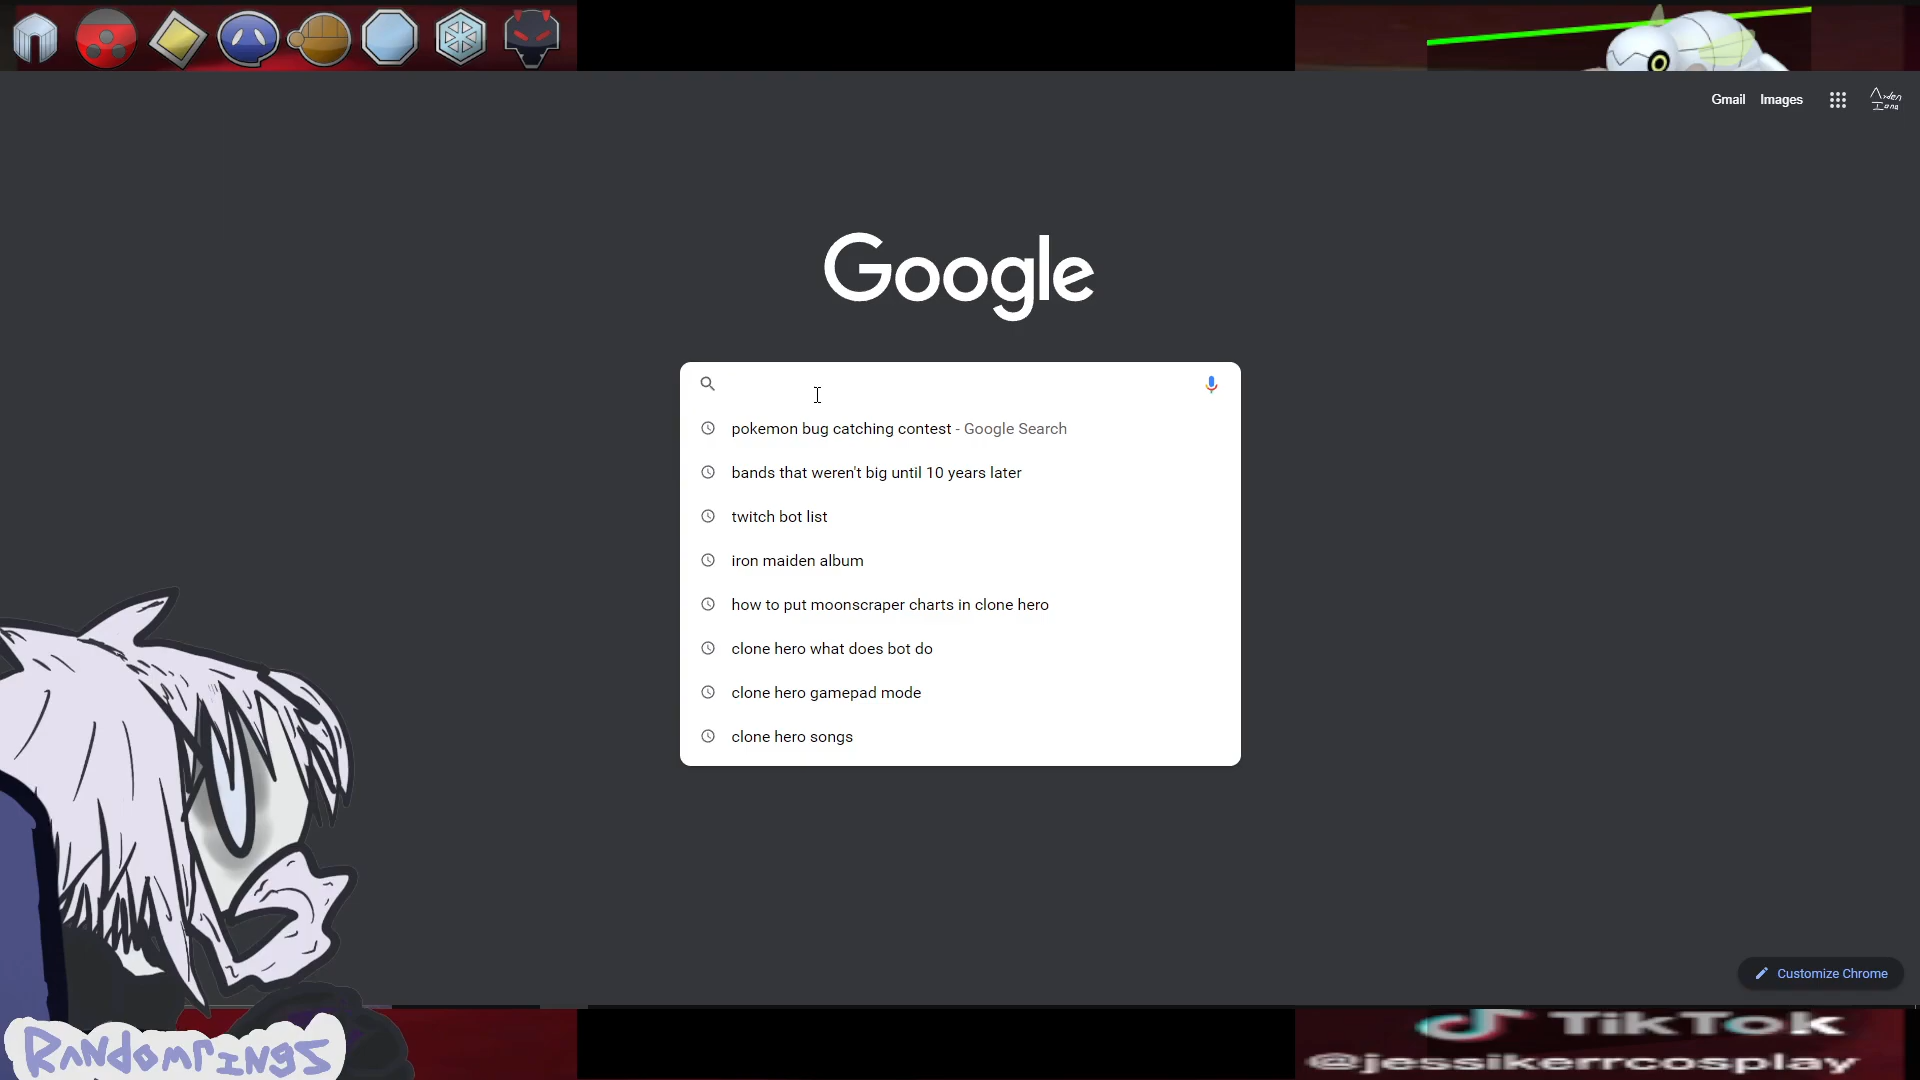 Gmail Images
Arden
Iana
Google
pokemon bug catching contest - Google Search
bands that weren't big until 10 years later
twitch bot list
iron maiden album
how to put moonscraper charts in clone hero
clone hero what does bot do
clone hero gamepad mode
clone hero songs
Customize Chrome
RANdomrINgs
TikTok
@jessikerrcosplay